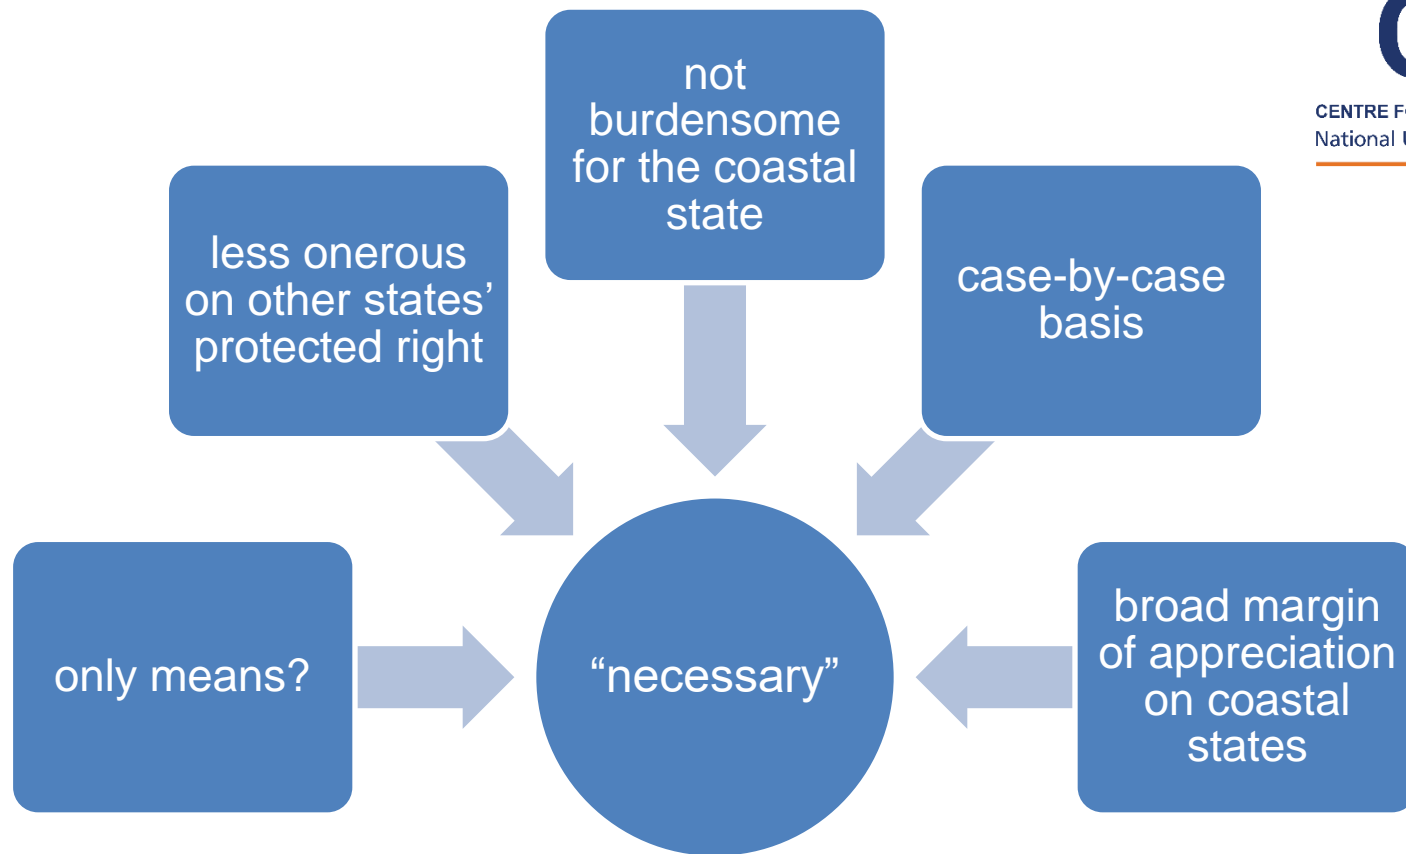 not
burdensome
for the coastal
state
CENTRE F
National
less onerous
on other states’
protected right
case-by-case
basis
only means?
“necessary”
broad margin
of appreciation
on coastal
states